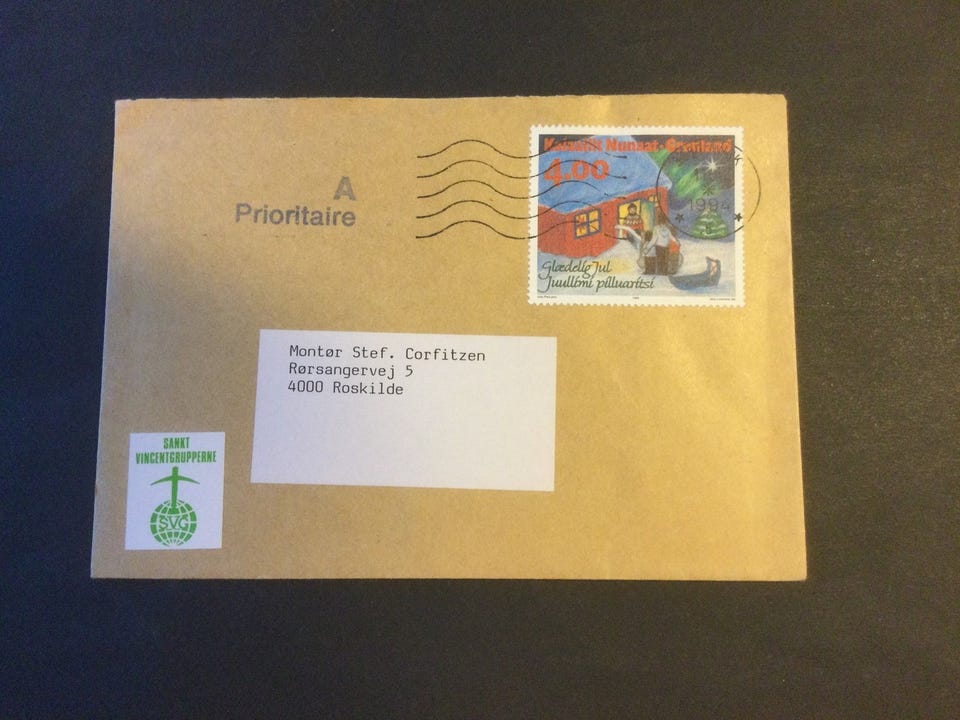 A
Prioritaire
Kalaallit Nunaat · Grønland
4.00
1994
Glædelig Jul
Juullimi pilluaritsi
Montør Stef. Corfitzen
Rørsangervej 5
4000 Roskilde
SANKT
VINCENTGRUPPERNE
SVG